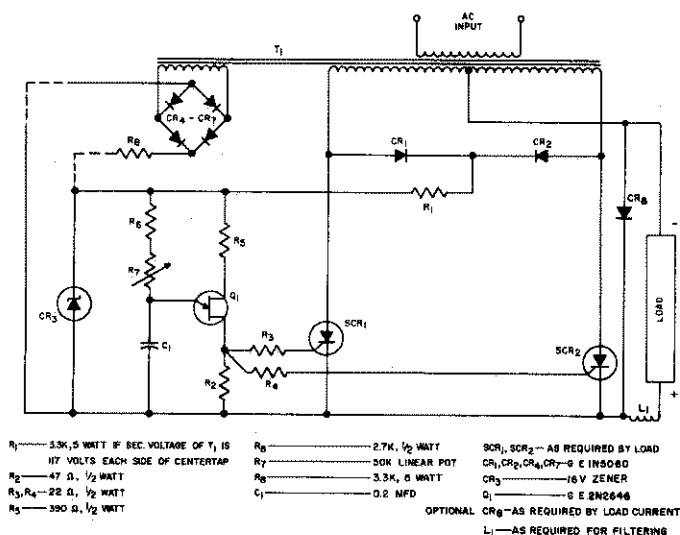 AC
INPUT
T1
CR4 - CR7
R8
CR1
CR2
R1
CR8
R6
R5
R7
Q1
CR3
C1
R3
SCR1
R2
R4
SCR2
LOAD
-
+
L1
R1 3.3K, 5 WATT IF SEC. VOLTAGE OF T1 IS
117 VOLTS EACH SIDE OF CENTERTAP
R2 47 Ω, 1/2 WATT
R3, R4 22 Ω, 1/2 WATT
R5 390 Ω, 1/2 WATT
2.7K, 1/2 WATT
R7 50K LINEAR POT
R8 3.3K, 5 WATT
C1 0.2 MFD
SCR1, SCR2 — AS REQUIRED BY LOAD
CR1, CR2, CR4, CR7 G E IN5060
CR3 18V ZENER
Q1 G E 2N2646
OPTIONAL CR8 — AS REQUIRED BY LOAD CURRENT
L1 — AS REQUIRED FOR FILTERING